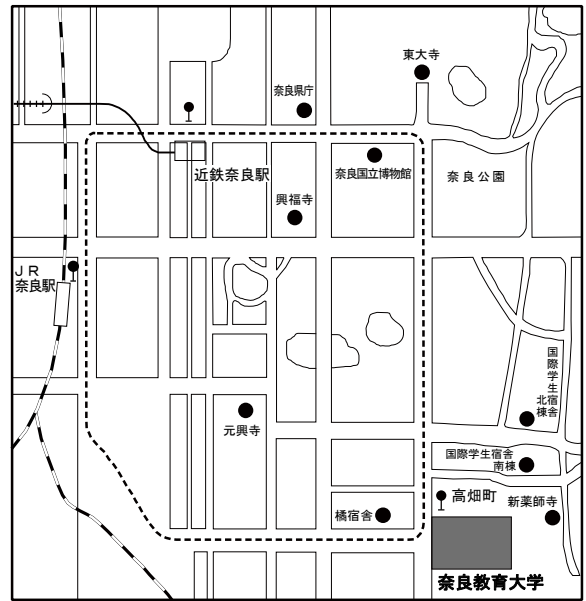 東大寺
奈良県庁
近鉄奈良駅
奈良国立博物館
奈良公園
興福寺
JR
奈良駅
国際学生
北宿
棟舎
元興寺
国際学生宿舎
南棟
高畑町
新薬師寺
橘宿舎
奈良教育大学